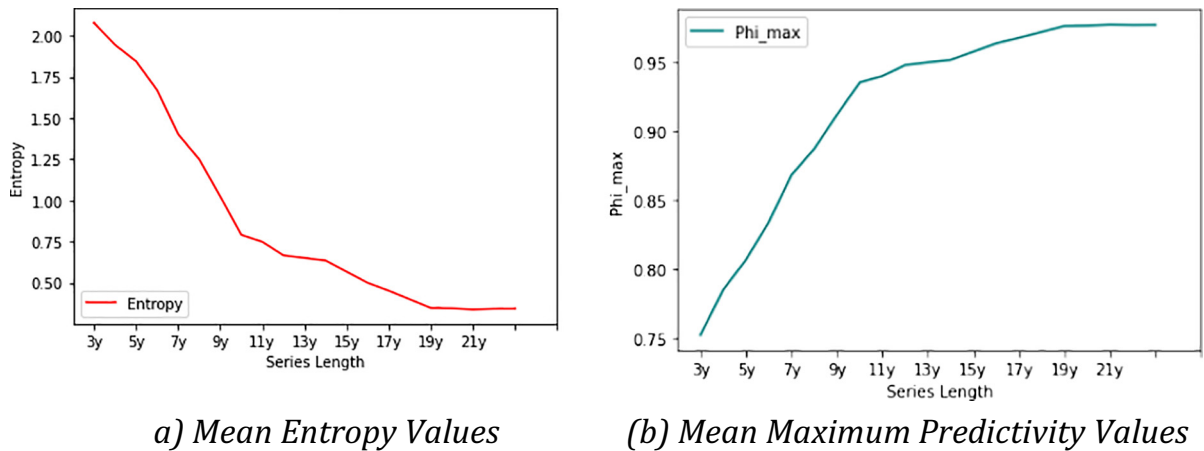 2.00
1.75
1.50
1.25
1.00
0.75
0.50
Entropy
Entropy
3y 5y 7y 9y 11y 13y 15y 17y 19y 21y
Series Length
a) Mean Entropy Values
Phi_max
0.95
0.90
0.85
0.80
0.75
Phi_max
3y 5y 7y 9y 11y 13y 15y 17y 19y 21y
Series Length
(b) Mean Maximum Predictivity Values